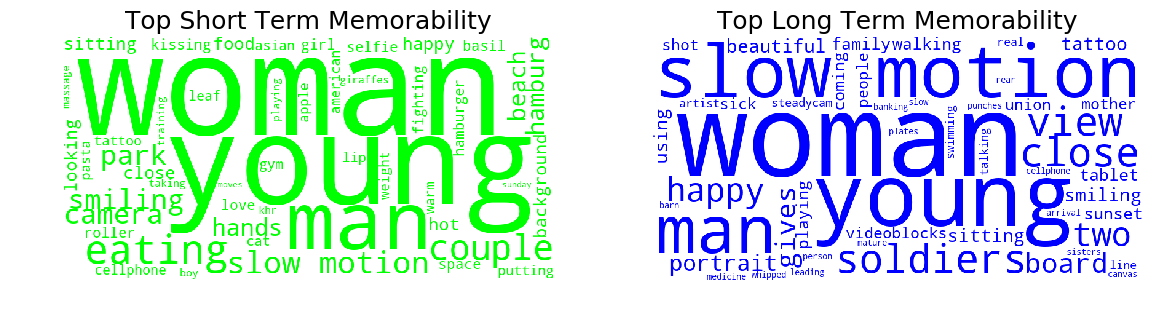 Top Short Term Memorability
sitting kissing food asian girl selfie happy basil
woman
massage
leaf
playing
apple
american
giraffes
fighting
hamburger
beach
hamburg
training
tattoo
looking
pasta
park
close
taking
young
gym
lip
weight
warm
sunday
background
smiling
moves
camera
love
khr
man
roller
hands
hot
cat
couple
eating
slow motion
space
cellphone
boy
putting
Top Long Term Memorability
shot beautiful family walking real tattoo
slow motion
coming
people
rear
artist sick steadycam banking slow punches union mother
using
woman
plates
swimming
talking
go
view
close
cellphone
tablet
happy
young
smiling
barn
man
gives
playing
arrival
sunset
videoblocks sitting two
mature
portrait
person
soldiers
sisters
board
line
medicine whipped leading canvas